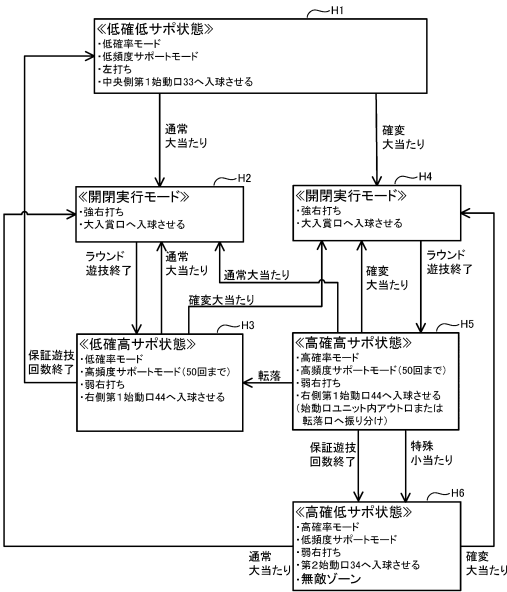 H1
≪低確低サポ状態≫
・低確率モード
・低頻度サポートモード
・左打ち
・中央側第1始動口33へ入球させる
通常
大当たり
確変
大当たり
H2
≪開閉実行モード≫
・強右打ち
・大入賞口へ入球させる
H4
≪開閉実行モード≫
・強右打ち
・大入賞口へ入球させる
ラウンド
遊技終了
通常
大当たり
通常大当たり
確変
大当たり
ラウンド
遊技終了
確変大当たり
H3
≪低確高サポ状態≫
・低確率モード
・高頻度サポートモード(50回まで)
・弱右打ち
・右側第1始動口44へ入球させる
H5
≪高確高サポ状態≫
・高確率モード
・高頻度サポートモード(50回まで)
・弱右打ち
・右側第1始動口44へ入球させる
(始動口ユニット内アウトロまたは
転落口へ振り分け)
保証遊技
回数終了
転落
保証遊技
回数終了
特殊
小当たり
H6
≪高確低サポ状態≫
・高確率モード
・低頻度サポートモード
・弱右打ち
・第2始動口34へ入球させる
・無敵ゾーン
通常
大当たり
確変
大当たり